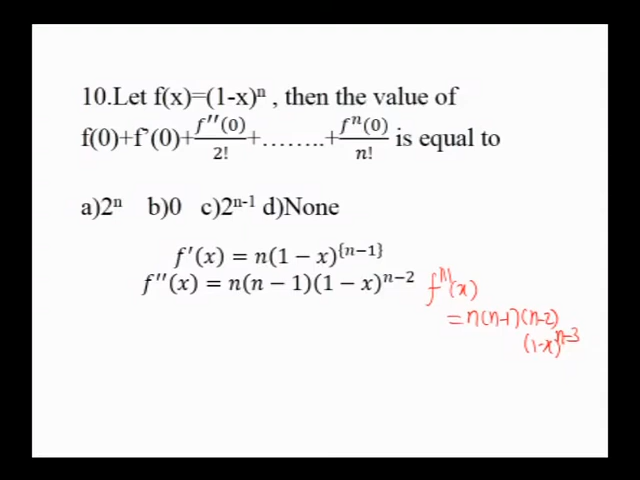 10.Let f(x)=(1-x)ⁿ , then the value of
f(0)+f'(0)+f′′(0)/2!+……..+fⁿ(0)/n! is equal to
a)2ⁿ b)0 c)2ⁿ⁻¹ d)None
f′(x) = n(1 − x)^{n−1}
f′′(x) = n(n − 1)(1 − x)ⁿ⁻²
f′′′(x)
= n(n-1)(n-2)
(1-x)ⁿ⁻³